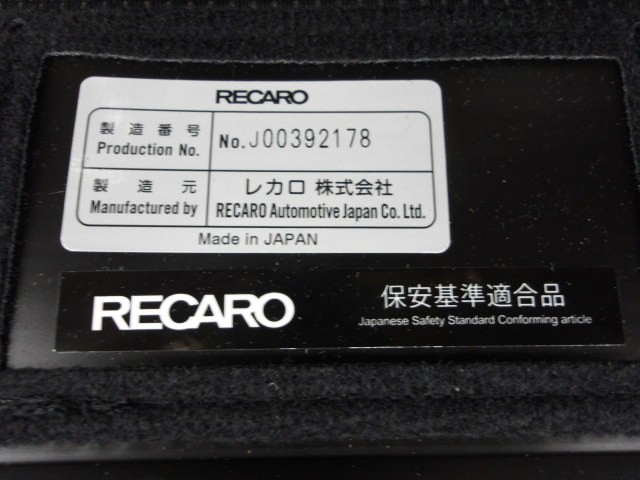 RECARO
製造番号
Production No.
No. J00392178
製造元
Manufactured by
レカロ 株式会社
RECARO Automotive Japan Co. Ltd.
Made in JAPAN
RECARO
保安基準適合品
Japanese Safety Standard Conforming article